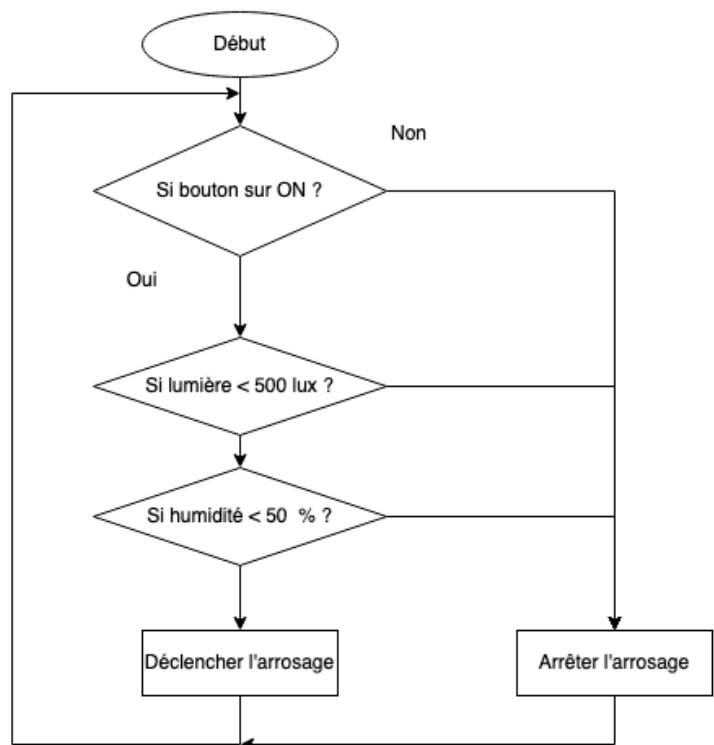 Début
Non
Si bouton sur ON ?
Oui
Si lumière < 500 lux ?
Si humidité < 50  % ?
Déclencher l'arrosage
Arrêter l'arrosage